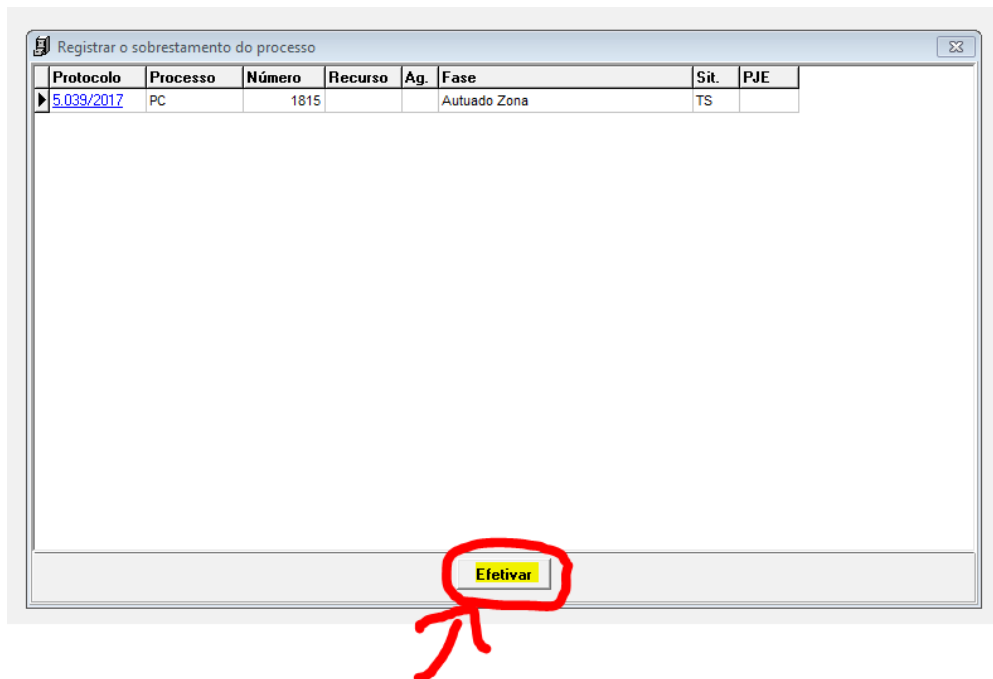 Registrar o sobrestamento do processo
Protocolo Processo Número Recurso Ag. Fase Sit. PJE
5.039/2017 PC 1815 Autuado Zona TS
Efetivar